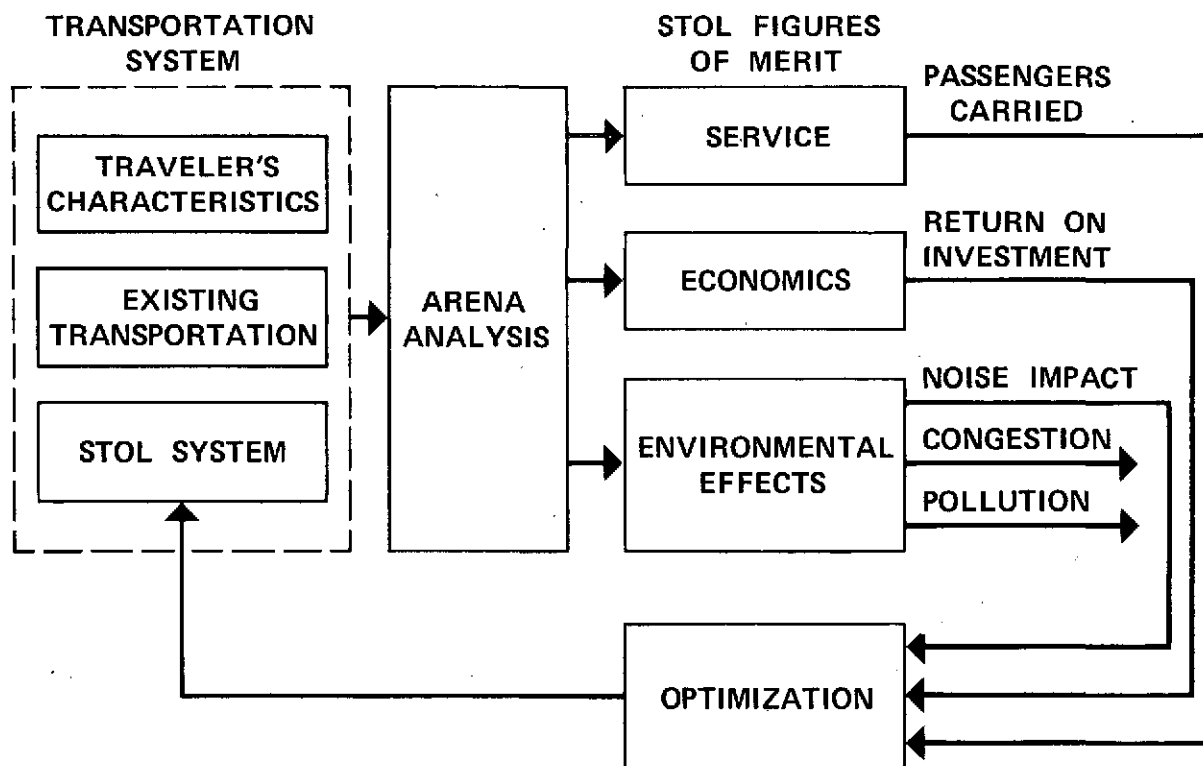 TRANSPORTATION
SYSTEM
TRAVELER'S
CHARACTERISTICS
EXISTING
TRANSPORTATION
STOL SYSTEM
ARENA
ANALYSIS
STOL FIGURES
OF MERIT
SERVICE
ECONOMICS
ENVIRONMENTAL
EFFECTS
PASSENGERS
CARRIED
RETURN ON
INVESTMENT
NOISE IMPACT
CONGESTION
POLLUTION
OPTIMIZATION